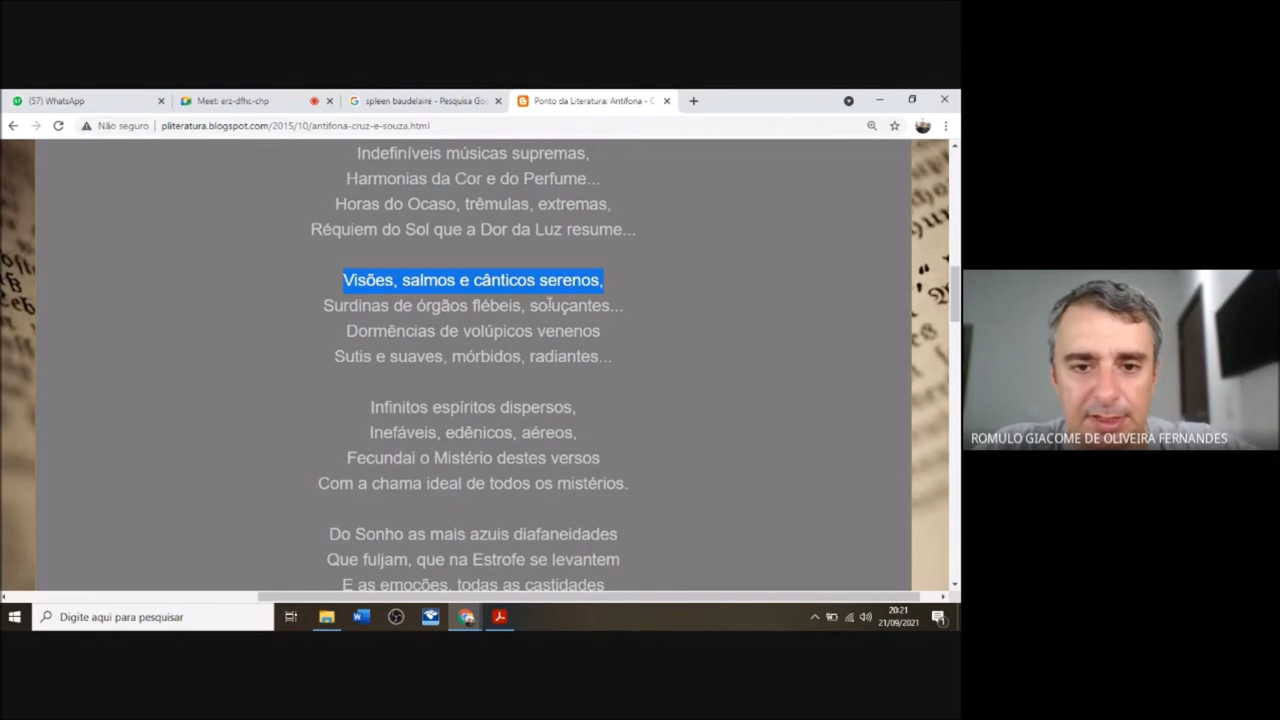 (57) WhatsApp
Meet: erz-dfhc-chp
spleen baudelaire - Pesquisa Goo
Ponto da Literatura: Antífona - C
Não seguro
pliteratura.blogspot.com/2015/10/antifona-cruz-e-souza.html
Indefiníveis músicas supremas,
Harmonias da Cor e do Perfume...
Horas do Ocaso, trêmulas, extremas,
Réquiem do Sol que a Dor da Luz resume...
Visões, salmos e cânticos serenos,
Surdinas de órgãos flébeis, soluçantes...
Dormências de volúpicos venenos
Sutis e suaves, mórbidos, radiantes...
Infinitos espíritos dispersos,
Inefáveis, edênicos, aéreos,
Fecundai o Mistério destes versos
Com a chama ideal de todos os mistérios.
Do Sonho as mais azuis diafaneidades
Que fuljam, que na Estrofe se levantem
E as emoções, todas as castidades
ROMULO GIACOME DE OLIVEIRA FERNANDES
Digite aqui para pesquisar
20:21
21/09/2021